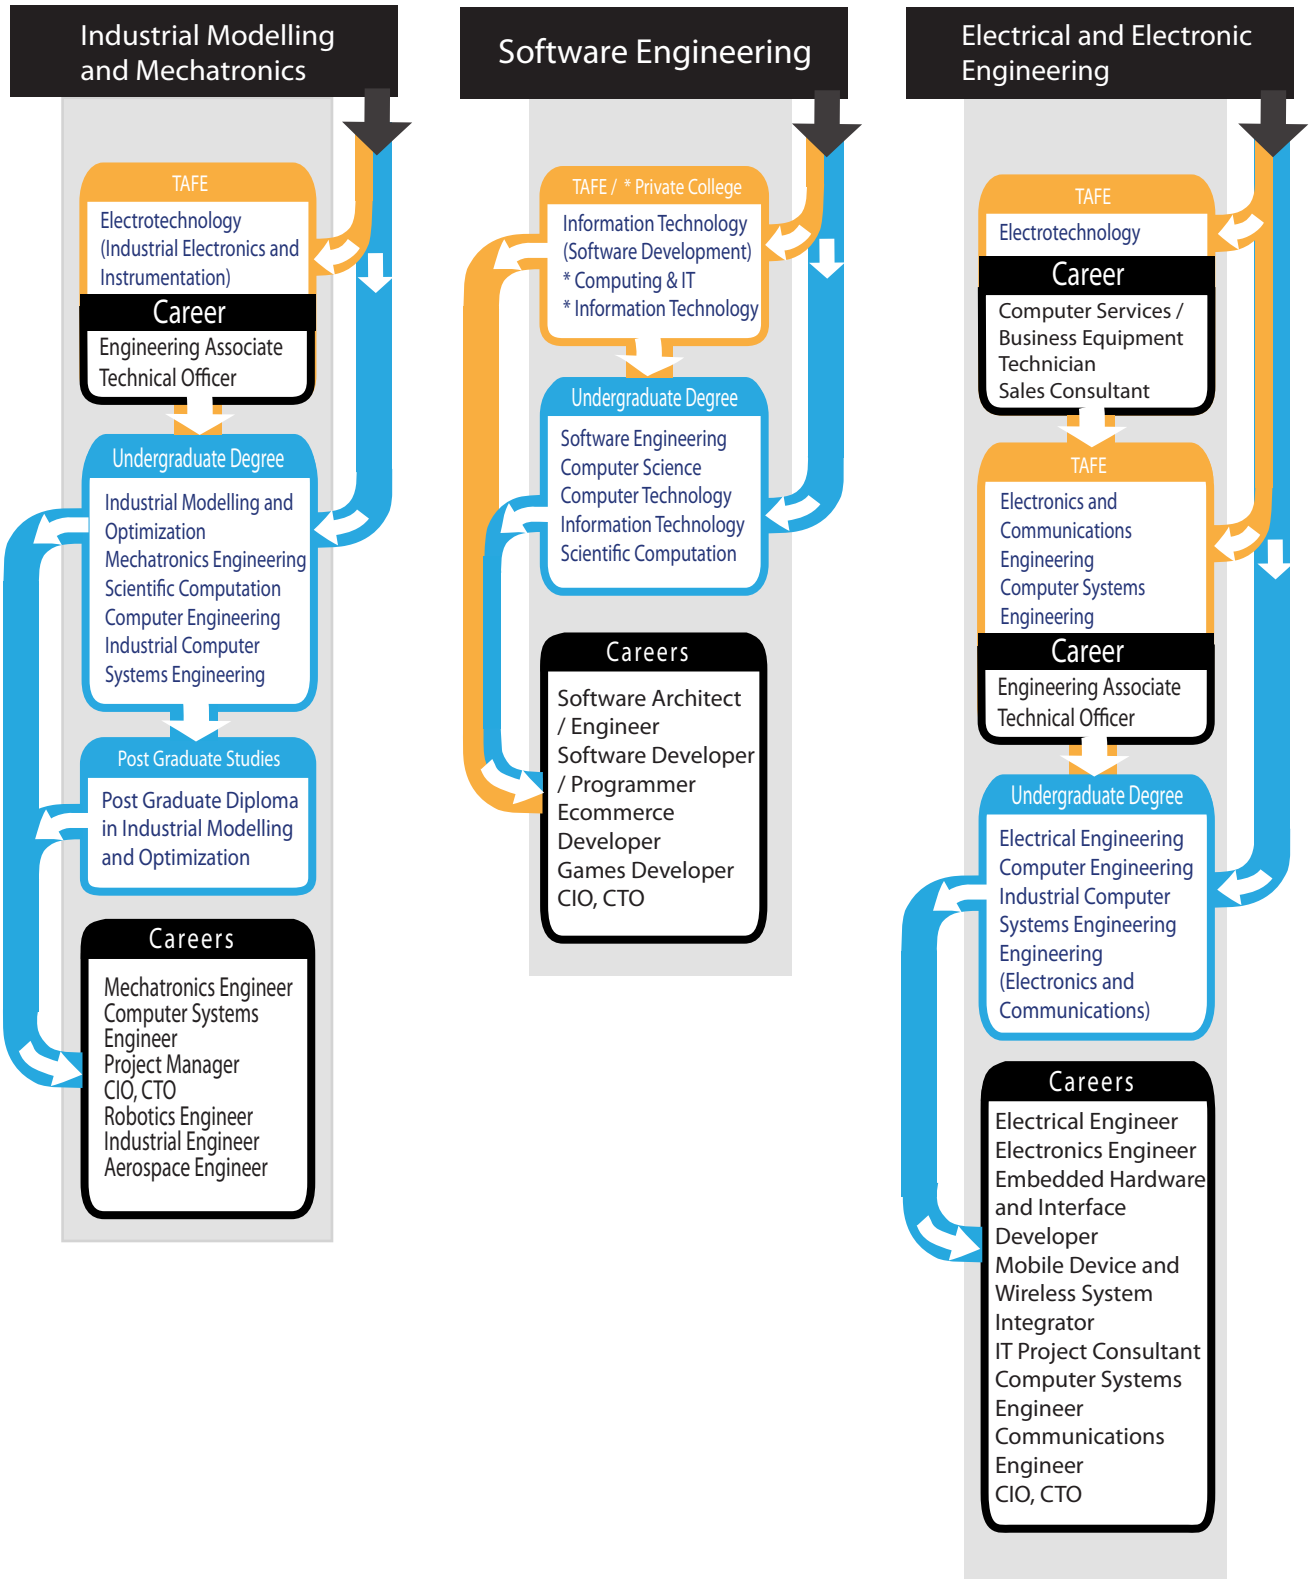 Industrial Modelling
and Mechatronics
TAFE
Electrotechnology
(Industrial Electronics and
Instrumentation)
Career
Engineering Associate
Technical Officer
Undergraduate Degree
Industrial Modelling and
Optimization
Mechatronics Engineering
Scientific Computation
Computer Engineering
Industrial Computer
Systems Engineering
Post Graduate Studies
Post Graduate Diploma
in Industrial Modelling
and Optimization
Careers
Mechatronics Engineer
Computer Systems
Engineer
Project Manager
CIO, CTO
Robotics Engineer
Industrial Engineer
Aerospace Engineer
Software Engineering
TAFE / * Private College
Information Technology
(Software Development)
* Computing & IT
* Information Technology
Undergraduate Degree
Software Engineering
Computer Science
Computer Technology
Information Technology
Scientific Computation
Careers
Software Architect
/ Engineer
Software Developer
/ Programmer
Ecommerce
Developer
Games Developer
CIO, CTO
Electrical and Electronic
Engineering
TAFE
Electrotechnology
Career
Computer Services /
Business Equipment
Technician
Sales Consultant
TAFE
Electronics and
Communications
Engineering
Computer Systems
Engineering
Career
Engineering Associate
Technical Officer
Undergraduate Degree
Electrical Engineering
Computer Engineering
Industrial Computer
Systems Engineering
Engineering
(Electronics and
Communications)
Careers
Electrical Engineer
Electronics Engineer
Embedded Hardware
and Interface
Developer
Mobile Device and
Wireless System
Integrator
IT Project Consultant
Computer Systems
Engineer
Communications
Engineer
CIO, CTO